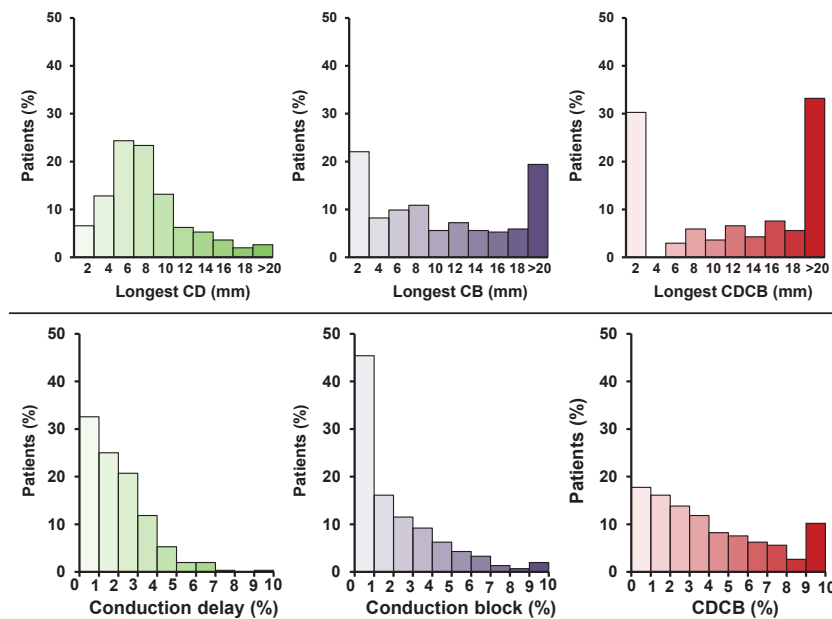 50
40
30
20
10
0
Patients (%)
2 4 6 8 10 12 14 16 18 >20
Longest CD (mm)
50
40
30
20
10
0
Patients (%)
2 4 6 8 10 12 14 16 18 >20
Longest CB (mm)
50
40
30
20
10
0
Patients (%)
2 4 6 8 10 12 14 16 18 >20
Longest CDCB (mm)
50
40
30
20
10
0
Patients (%)
0 1 2 3 4 5 6 7 8 9 10
Conduction delay (%)
50
40
30
20
10
0
Patients (%)
0 1 2 3 4 5 6 7 8 9 10
Conduction block (%)
50
40
30
20
10
0
Patients (%)
0 1 2 3 4 5 6 7 8 9 10
CDCB (%)